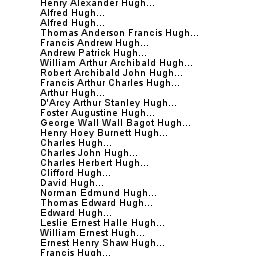 Henry Alexander Hugh...
Alfred Hugh...
Alfred Hugh...
Thomas Anderson Francis Hugh...
Francis Andrew Hugh...
Andrew Patrick Hugh...
William Arthur Archibald Hugh...
Robert Archibald John Hugh...
Francis Arthur Charles Hugh...
Arthur Hugh...
D'Arcy Arthur Stanley Hugh...
Foster Augustine Hugh...
George Wall Wall Bagot Hugh...
Henry Hoey Burnett Hugh...
Charles Hugh...
Charles John Hugh...
Charles Herbert Hugh...
Clifford Hugh...
David Hugh...
Norman Edmund Hugh...
Thomas Edward Hugh...
Edward Hugh...
Leslie Ernest Halle Hugh...
William Ernest Hugh...
Ernest Henry Shaw Hugh...
Francis Hugh...